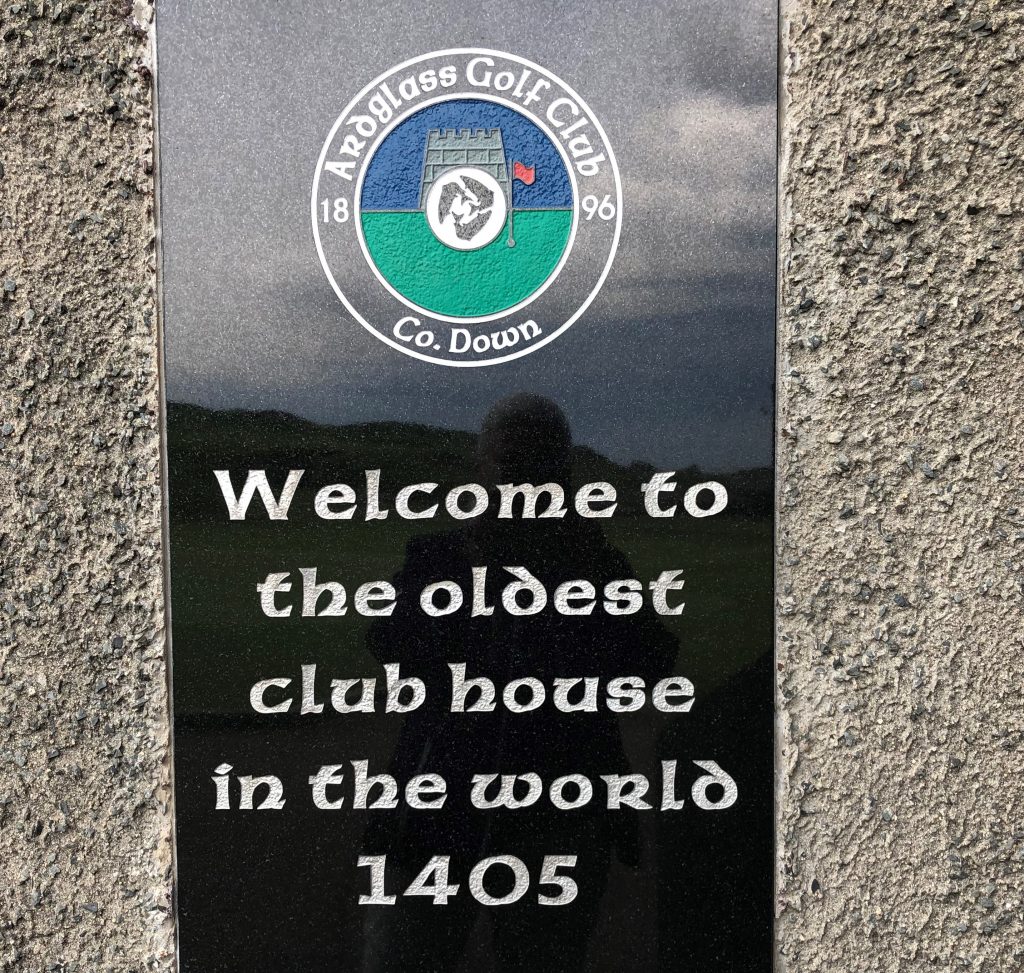 Ardglass Golf Club
18 96
Co. Down
Welcome to
the oldest
club house
in the world
1405